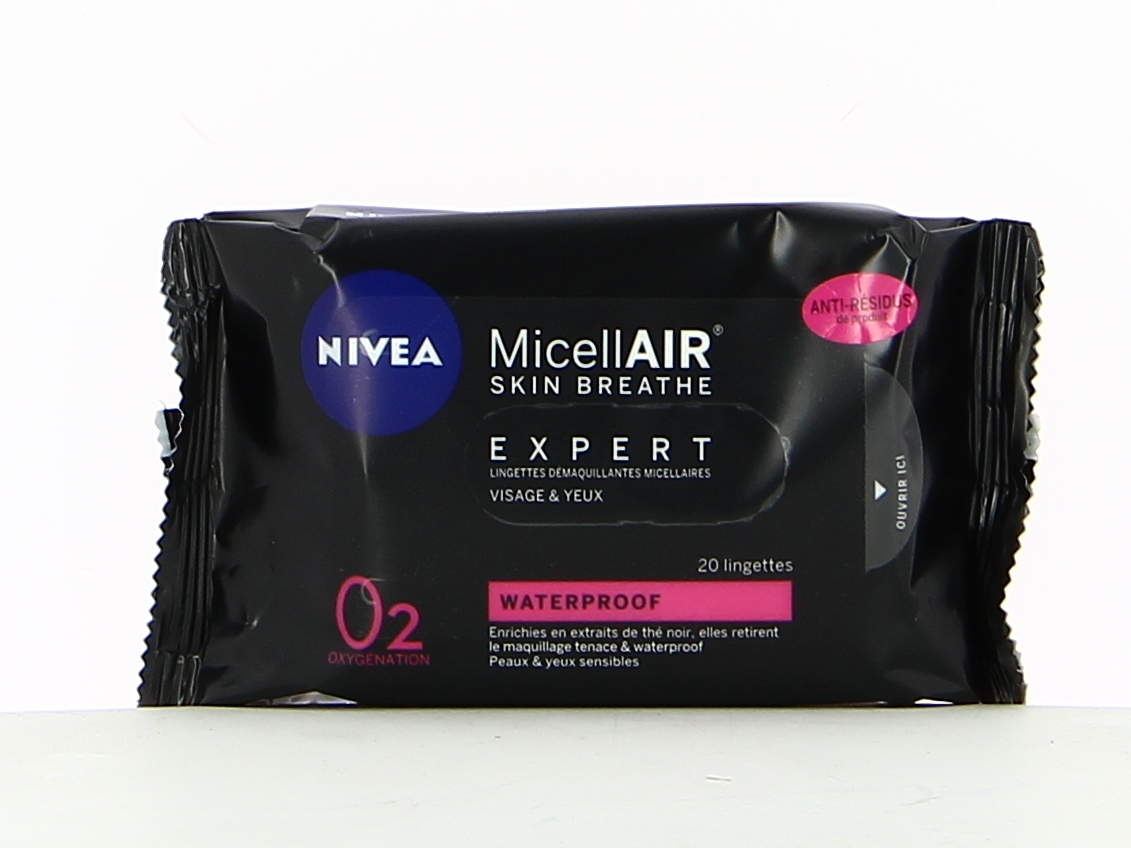 NIVEA
MicellAIR®
SKIN BREATHE
ANTI-RÉSIDUS
de produit
EXPERT
LINGETTES DÉMAQUILLANTES MICELLAIRES
VISAGE & YEUX
OUVRIR ICI
20 lingettes
WATERPROOF
Enrichies en extraits de thé noir, elles retirent
le maquillage tenace & waterproof
Peaux & yeux sensibles
O2
OXYGÉNATION